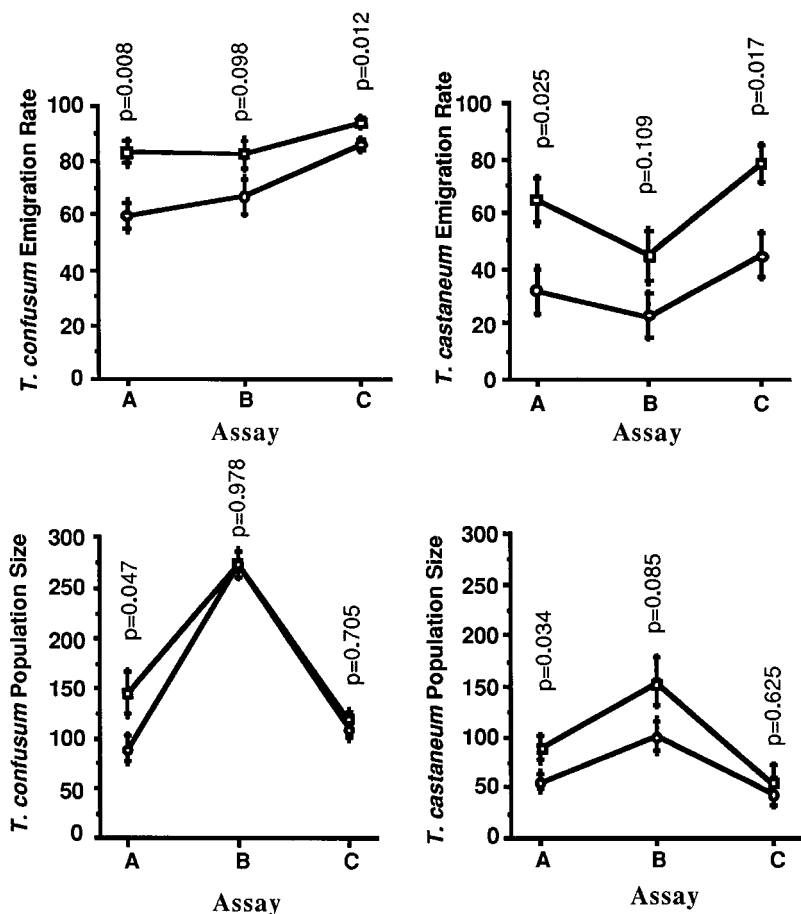 p=0.008
p=0.098
p=0.012
T. confusum Emigration Rate
100
80
60
40
20
0
A B C
Assay
p=0.025
p=0.109
p=0.017
T. castaneum Emigration Rate
100
80
60
40
20
0
A B C
Assay
p=0.047
p=0.978
p=0.705
T. confusum Population Size
300
250
200
150
100
50
0
A B C
Assay
p=0.034
p=0.085
p=0.625
T. castaneum Population Size
300
250
200
150
100
50
0
A B C
Assay